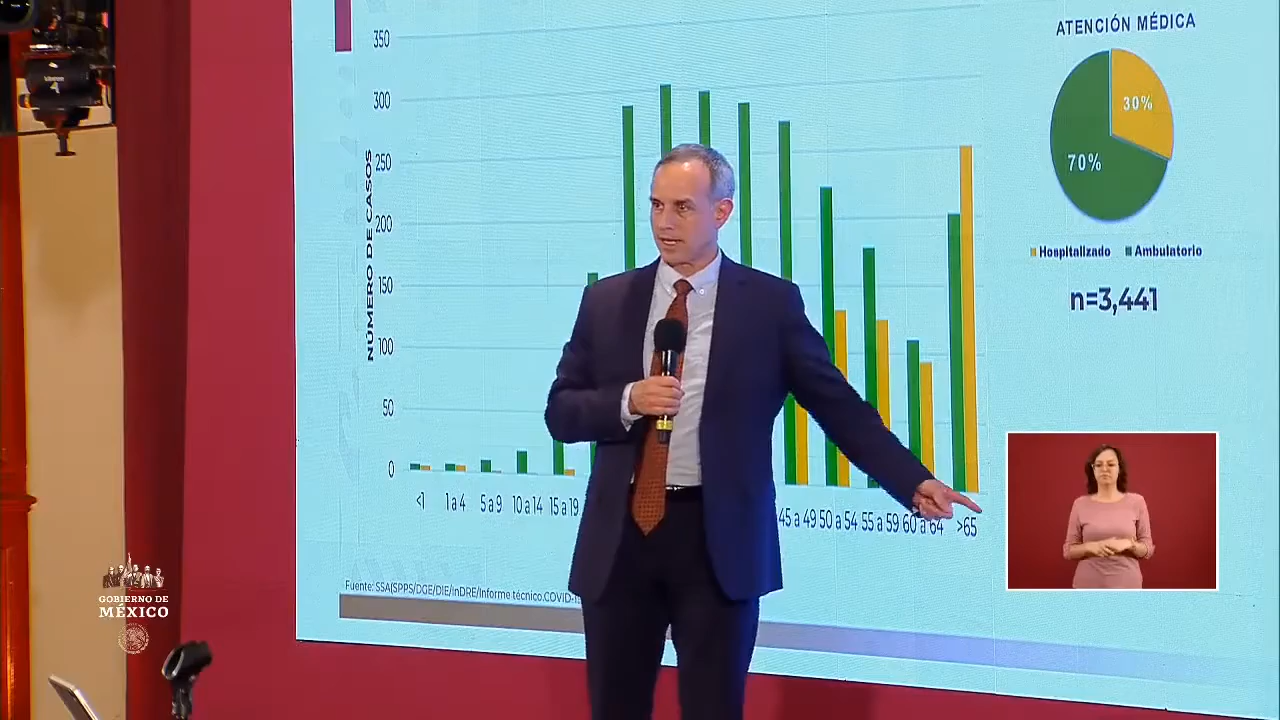 350
300
250
200
150
100
50
0
NÚMERO DE CASOS
<1
1 a 4
5 a 9
10 a 14
15 a 19
45 a 49
50 a 54
55 a 59
60 a 64
>65
Fuente: SSA(SPPS/DGE/DIE/InDRE/Informe técnico.COVID-
ATENCIÓN MÉDICA
30%
70%
Hospitalizado
Ambulatorio
n=3,441
GOBIERNO DE
MÉXICO